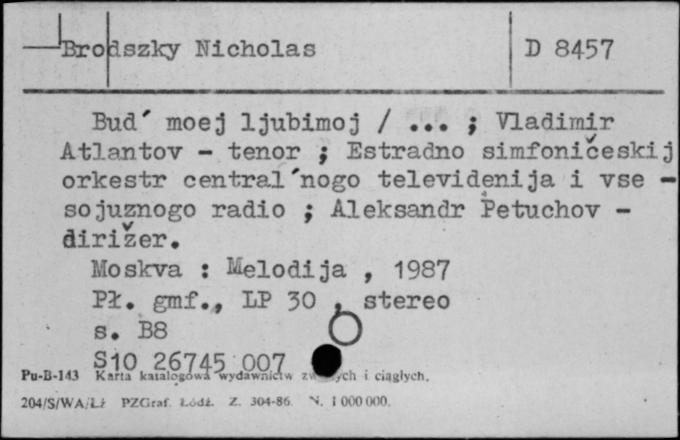 Brodszky Nicholas
D 8457
Bud´ moej ljubimoj / ... ; Vladimir
Atlantov - tenor ; Estradno simfoničeskij
orkestr central´nogo televidenija i vse -
sojuznogo radio ; Aleksandr Petuchov -
dirižer.
Moskva : Melodija , 1987
Pł. gmf., LP 30 , stereo
s. B8
S10 26745 007
Pu-B-143 Karta katalogowa wydawnictw zwartych i ciągłych.
204/S/WA/Łź PZGraf. Łódź. Z. 304-86. N. 1 000 000.